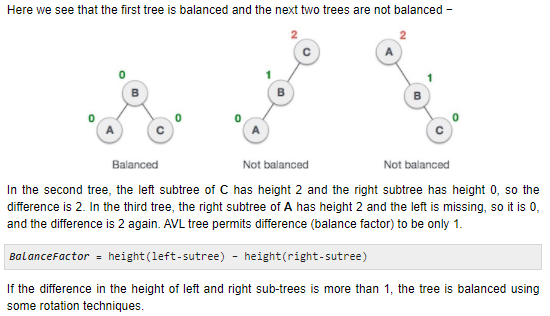 Here we see that the first tree is balanced and the next two trees are not balanced −
2 2
C A
0 1 1
B B B
0 0 0 0
A C A C
Balanced Not balanced Not balanced
In the second tree, the left subtree of C has height 2 and the right subtree has height 0, so the
difference is 2. In the third tree, the right subtree of A has height 2 and the left is missing, so it is 0,
and the difference is 2 again. AVL tree permits difference (balance factor) to be only 1.
BalanceFactor = height(left-sutree) − height(right-sutree)
If the difference in the height of left and right sub-trees is more than 1, the tree is balanced using
some rotation techniques.